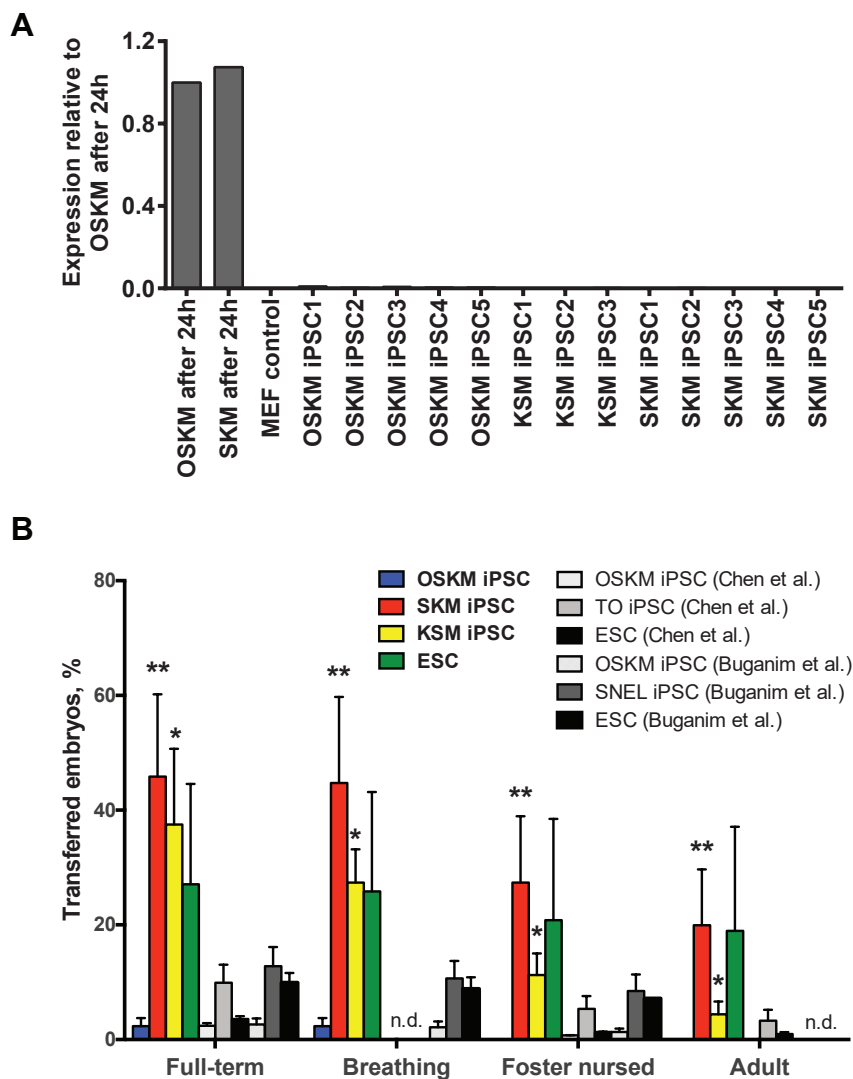 A
Expression relative to
OSKM after 24h
1.2
0.8
0.4
0.0
OSKM after 24h
SKM after 24h
MEF control
OSKM iPSC1
OSKM iPSC2
OSKM iPSC3
OSKM iPSC4
OSKM iPSC5
KSM iPSC1
KSM iPSC2
KSM iPSC3
SKM iPSC1
SKM iPSC2
SKM iPSC3
SKM iPSC4
SKM iPSC5
B
Transferred embryos, %
80
60
40
20
0
OSKM iPSC
SKM iPSC
KSM iPSC
ESC
OSKM iPSC (Chen et al.)
TO iPSC (Chen et al.)
ESC (Chen et al.)
OSKM iPSC (Buganim et al.)
SNEL iPSC (Buganim et al.)
ESC (Buganim et al.)
**
*
**
*
n.d.
**
*
**
*
n.d.
Full-term
Breathing
Foster nursed
Adult